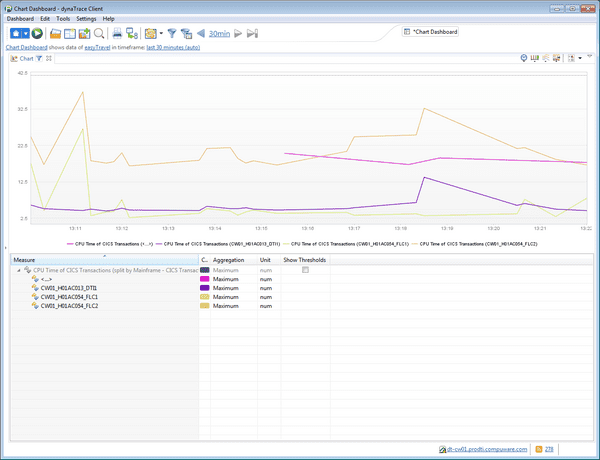 Chart Dashboard - dynaTrace Client
Dashboard Edit Tools Settings Help
30min
*Chart Dashboard
Chart Dashboard shows data of easyTravel in timeframe: last 30 minutes (auto)
Chart
42.5
32.5
22.5
12.5
2.5
13:11 13:12 13:13 13:14 13:15 13:16 13:17 13:18 13:19 13:20 13:21 13:22
CPU Time of CICS Transactions (<...>) CPU Time of CICS Transactions (CW01_H01AC013_DTI1) CPU Time of CICS Transactions (CW01_H01AC054_FLC1) CPU Time of CICS Transactions (CW01_H01AC054_FLC2)
Measure C... Aggregation Unit Show Thresholds
CPU Time of CICS Transactions (split by Mainframe - CICS Transac Maximum num
<...> Maximum num
CW01_H01AC013_DTI1 Maximum num
CW01_H01AC054_FLC1 Maximum num
CW01_H01AC054_FLC2 Maximum num
dt-cw01.prodti.compuware.com 278